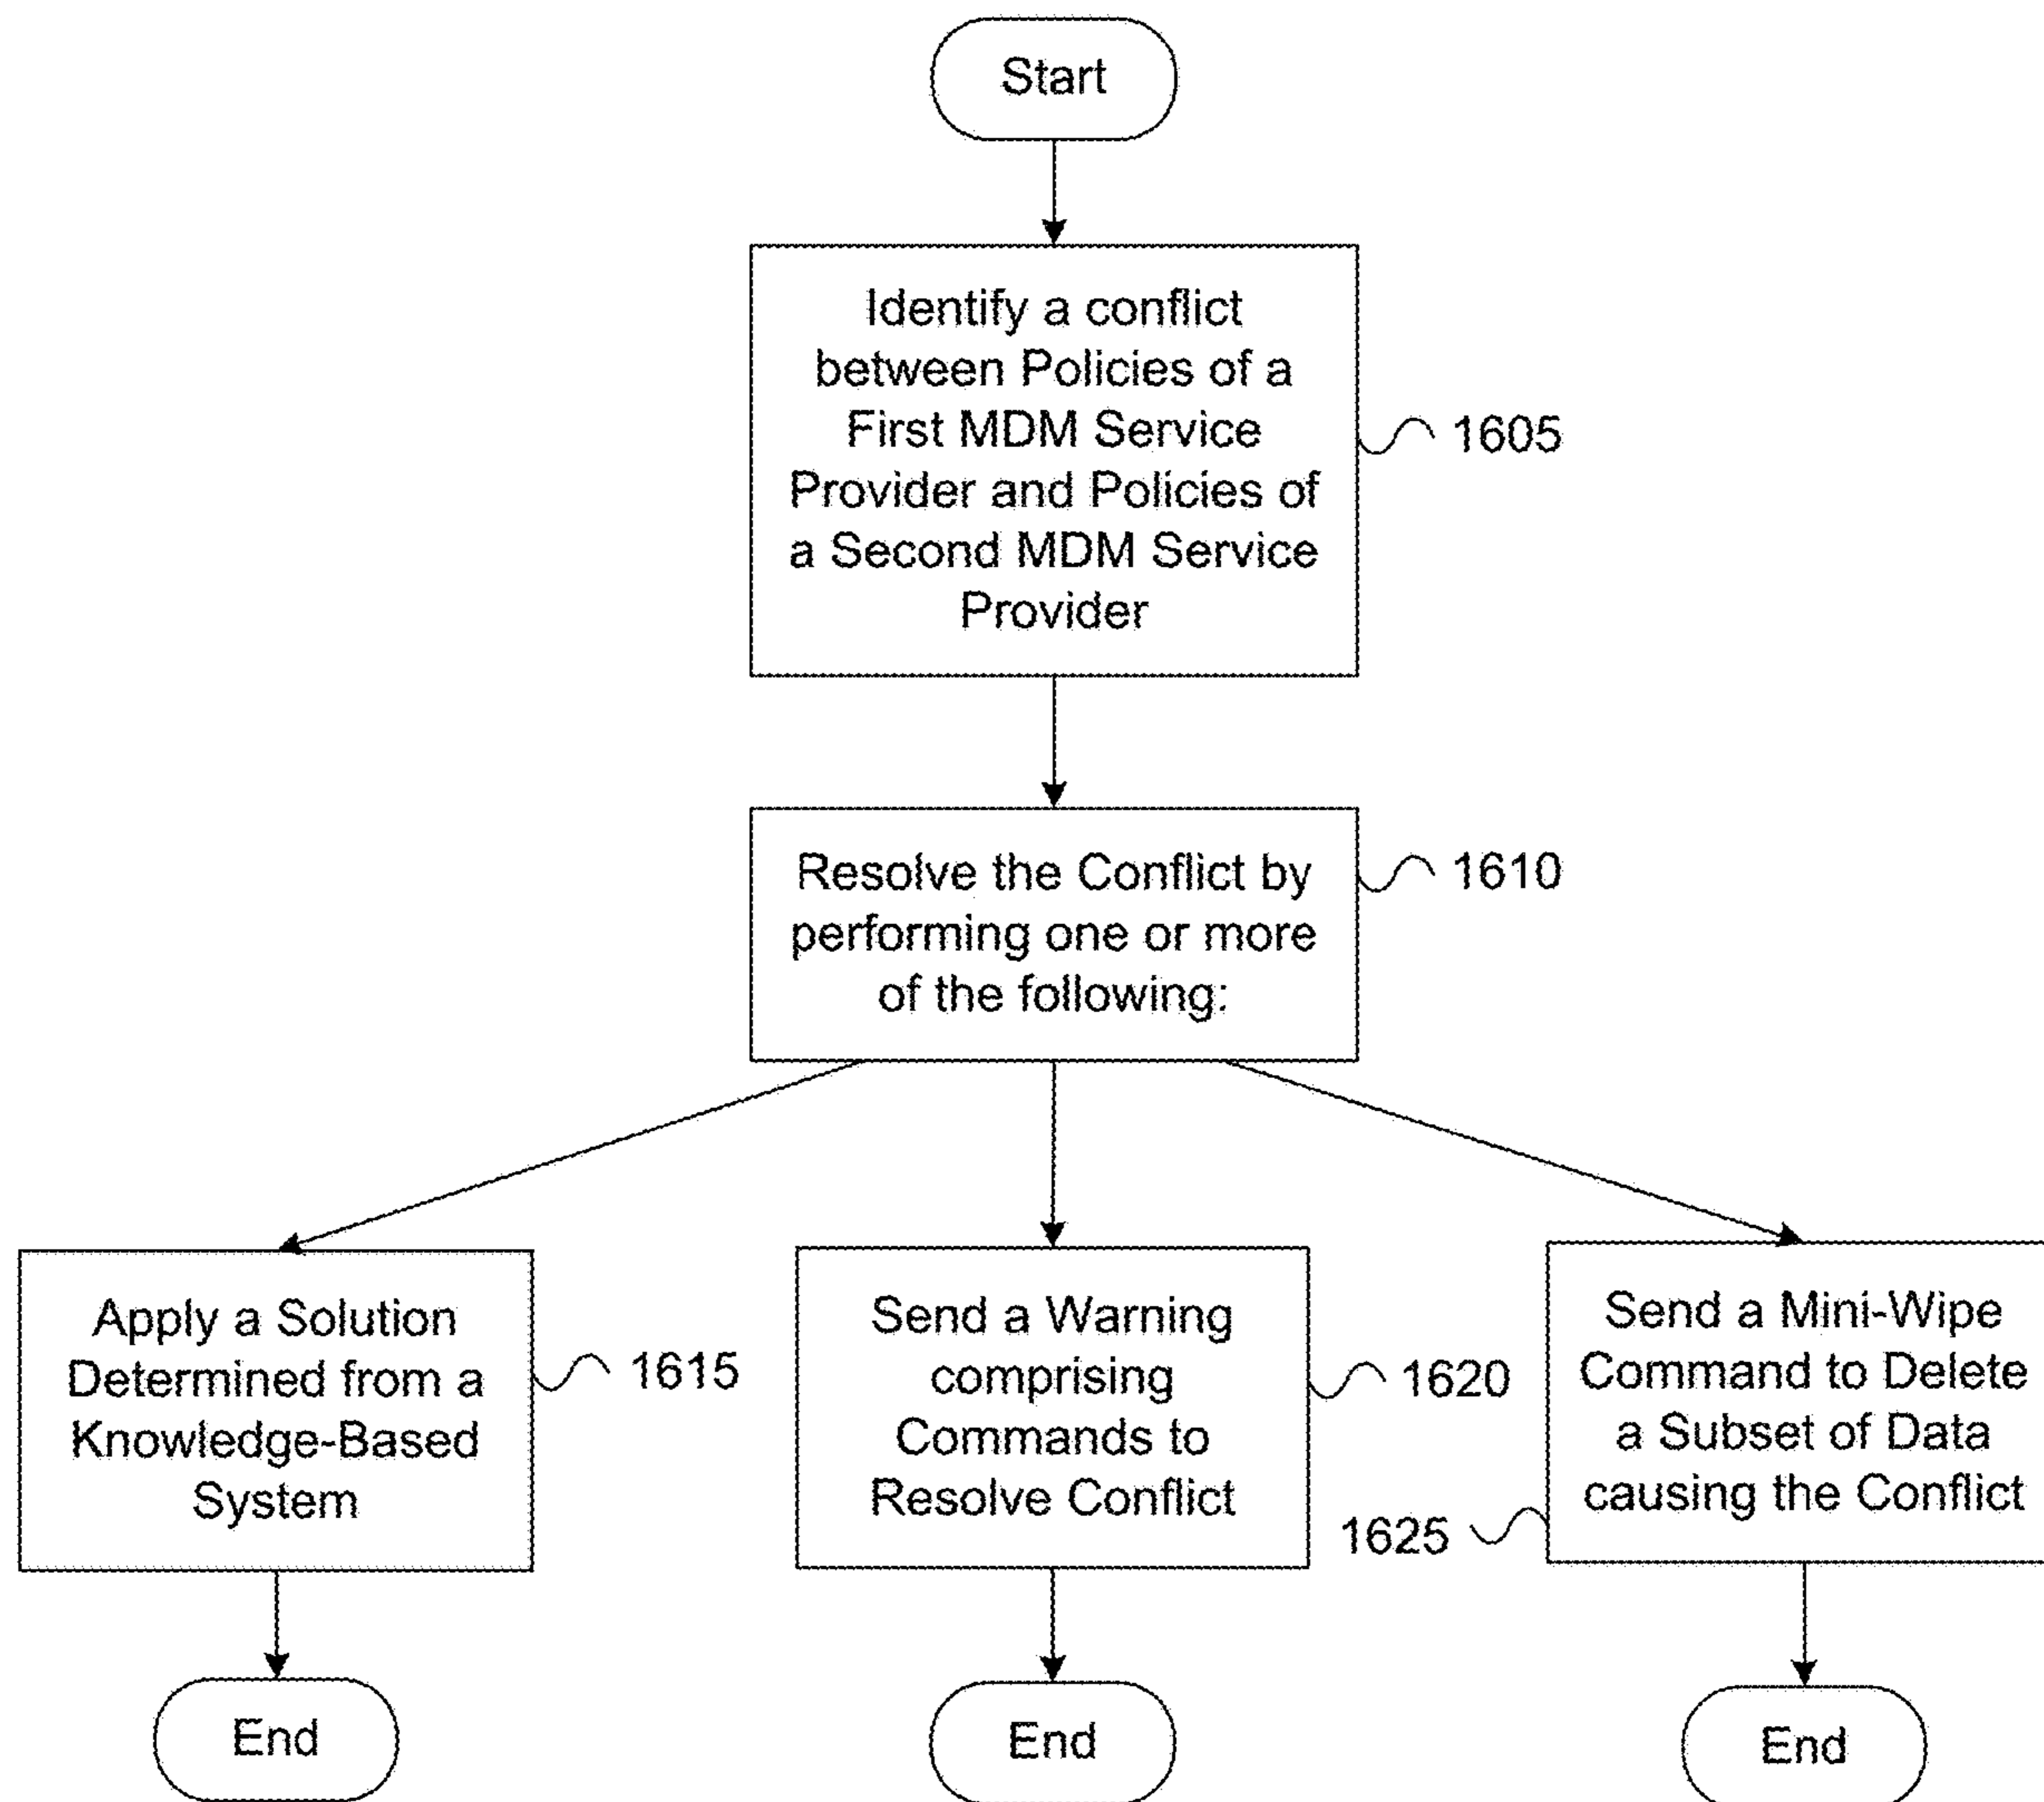 Start
Identify a conflict
between Policies of a
First MDM Service
Provider and Policies of
a Second MDM Service
Provider
1605
Resolve the Conflict by
performing one or more
of the following:
1610
Apply a Solution
Determined from a
Knowledge-Based
System
1615
Send a Warning
comprising
Commands to
Resolve Conflict
1620
Send a Mini-Wipe
Command to Delete
a Subset of Data
causing the Conflict
1625
End
End
End